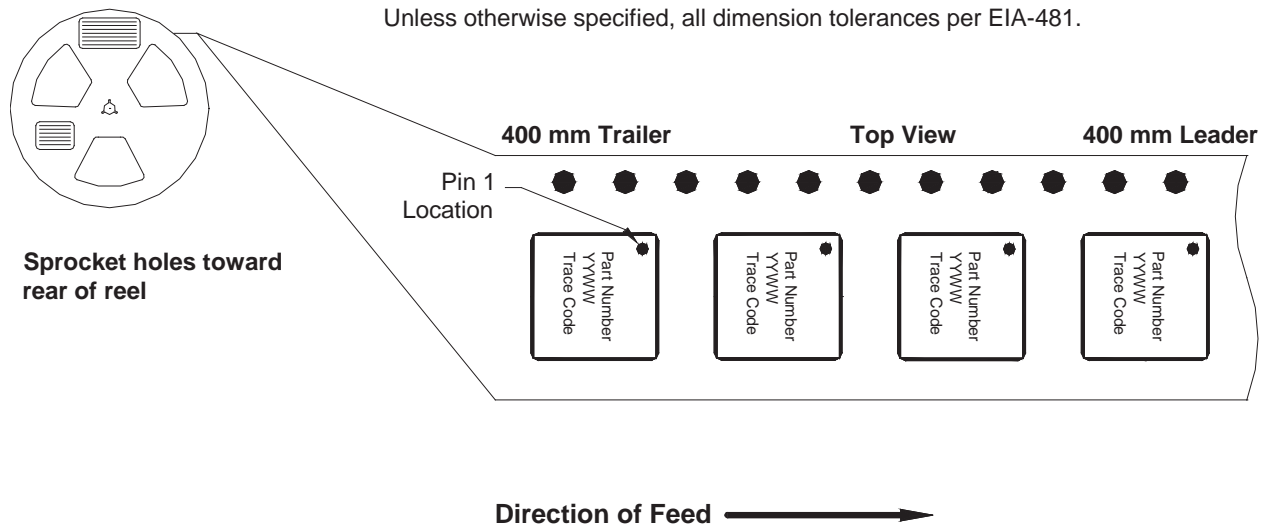 Unless otherwise specified, all dimension tolerances per EIA-481.
400 mm Trailer
Top View
400 mm Leader
Pin 1
Location
Sprocket holes toward
rear of reel
Part Number
YYWW
Trace Code
Part Number
YYWW
Trace Code
Part Number
YYWW
Trace Code
Part Number
YYWW
Trace Code
Direction of Feed